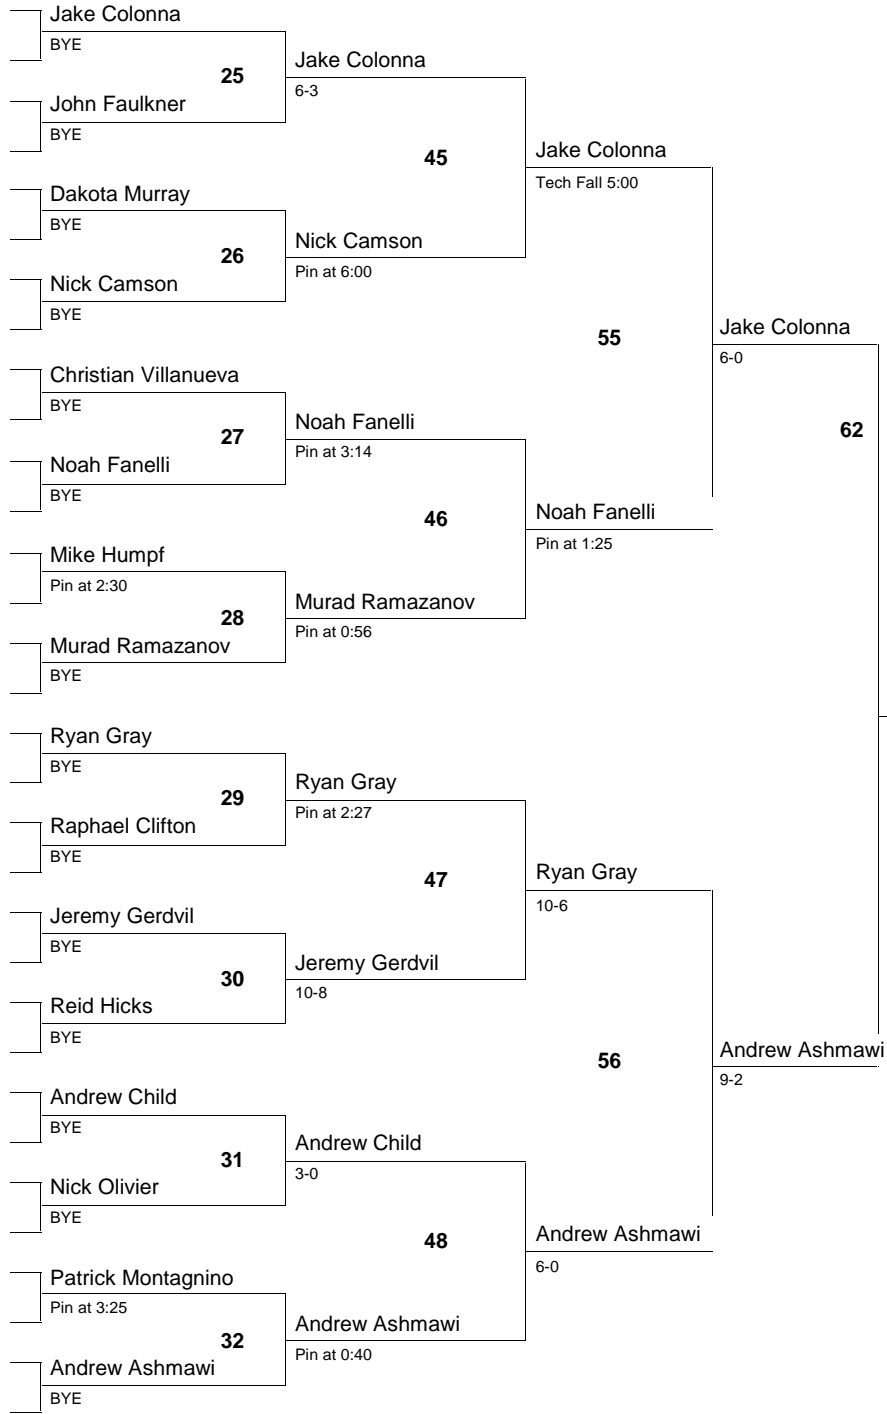 Jake Colonna
BYE
25
Jake Colonna
6-3
John Faulkner
BYE
45
Jake Colonna
Tech Fall 5:00
Dakota Murray
BYE
26
Nick Camson
Pin at 6:00
Nick Camson
BYE
55
Jake Colonna
6-0
Christian Villanueva
BYE
27
Noah Fanelli
Pin at 3:14
62
Noah Fanelli
BYE
46
Noah Fanelli
Pin at 1:25
Mike Humpf
Pin at 2:30
28
Murad Ramazanov
Pin at 0:56
Murad Ramazanov
BYE
Ryan Gray
BYE
29
Ryan Gray
Pin at 2:27
Raphael Clifton
BYE
47
Ryan Gray
10-6
Jeremy Gerdvil
BYE
30
Jeremy Gerdvil
10-8
Reid Hicks
BYE
56
Andrew Ashmawi
9-2
Andrew Child
BYE
31
Andrew Child
3-0
Nick Olivier
BYE
48
Andrew Ashmawi
6-0
Patrick Montagnino
Pin at 3:25
32
Andrew Ashmawi
Pin at 0:40
Andrew Ashmawi
BYE